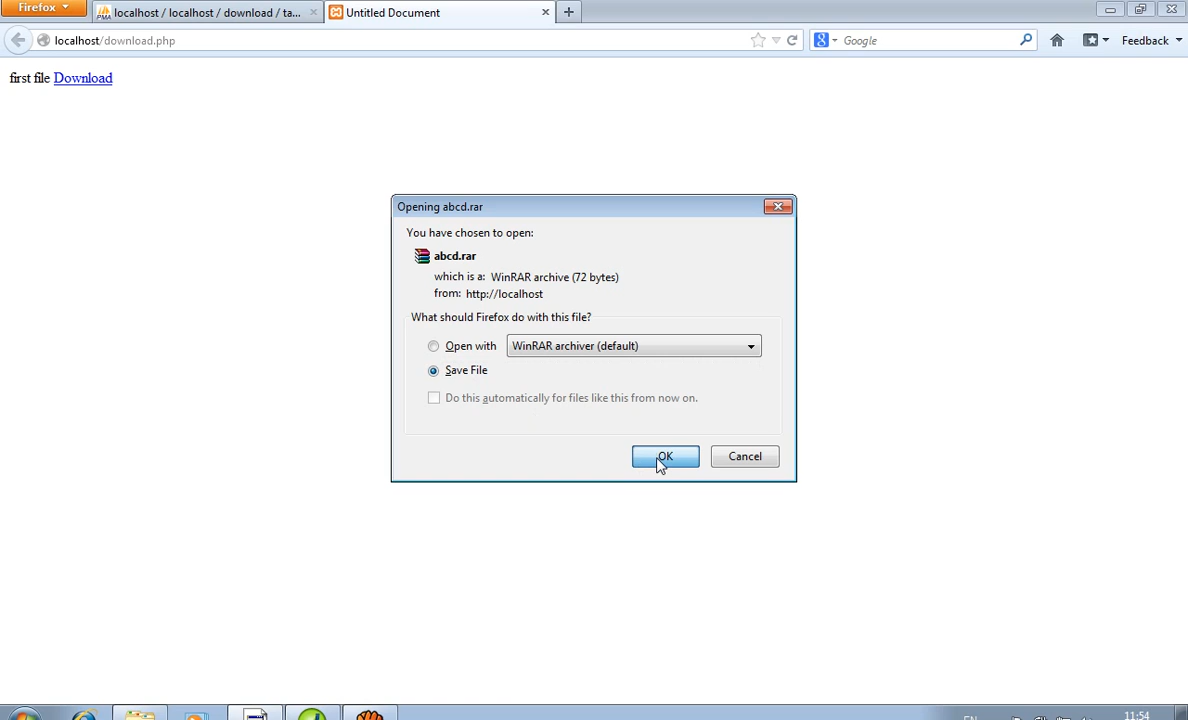 Firefox
localhost / localhost / download / ta...
Untitled Document
localhost/download.php
Google
Feedback
first file Download
Opening abcd.rar
You have chosen to open:
abcd.rar
which is a: WinRAR archive (72 bytes)
from: http://localhost
What should Firefox do with this file?
Open with WinRAR archiver (default)
Save File
Do this automatically for files like this from now on.
OK Cancel
EN 11:54